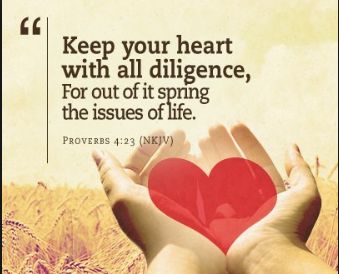 “
Keep your heart
with all diligence,
For out of it spring
the issues of life.
Proverbs 4:23 (NKJV)